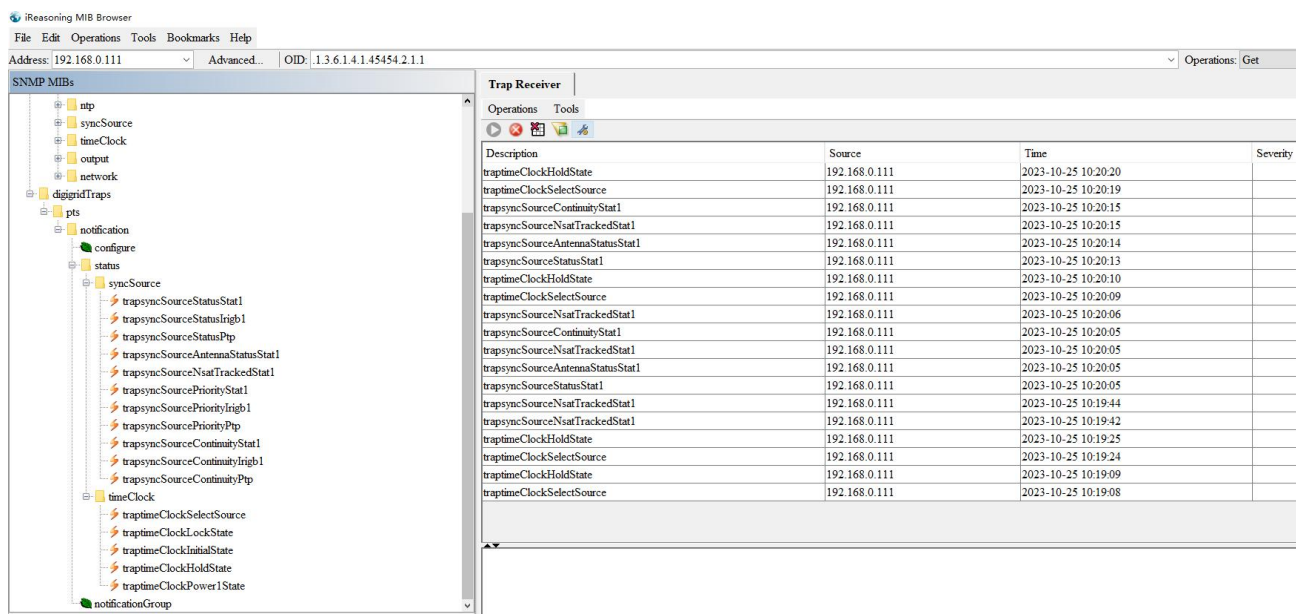 iReasoning MIB Browser
File Edit Operations Tools Bookmarks Help
Address: 192.168.0.111 Advanced... OID: .1.3.6.1.4.1.45454.2.1.1 Operations: Get
SNMP MIBs
ntp
syncSource
timeClock
output
network
digigridTraps
pts
notification
configure
status
syncSource
trapsyncSourceStatusStat1
trapsyncSourceStatusIrigb1
trapsyncSourceStatusPtp
trapsyncSourceAntennaStatusStat1
trapsyncSourceNsatTrackedStat1
trapsyncSourcePriorityStat1
trapsyncSourcePriorityIrigb1
trapsyncSourcePriorityPtp
trapsyncSourceContinuityStat1
trapsyncSourceContinuityIrigb1
trapsyncSourceContinuityPtp
timeClock
traptimeClockSelectSource
traptimeClockLockState
traptimeClockInitialState
traptimeClockHoldState
traptimeClockPower1State
notificationGroup
Trap Receiver
Operations Tools
Description Source Time Severity
traptimeClockHoldState 192.168.0.111 2023-10-25 10:20:20
traptimeClockSelectSource 192.168.0.111 2023-10-25 10:20:19
trapsyncSourceContinuityStat1 192.168.0.111 2023-10-25 10:20:15
trapsyncSourceNsatTrackedStat1 192.168.0.111 2023-10-25 10:20:15
trapsyncSourceAntennaStatusStat1 192.168.0.111 2023-10-25 10:20:14
trapsyncSourceStatusStat1 192.168.0.111 2023-10-25 10:20:13
traptimeClockHoldState 192.168.0.111 2023-10-25 10:20:10
traptimeClockSelectSource 192.168.0.111 2023-10-25 10:20:09
trapsyncSourceNsatTrackedStat1 192.168.0.111 2023-10-25 10:20:06
trapsyncSourceContinuityStat1 192.168.0.111 2023-10-25 10:20:05
trapsyncSourceNsatTrackedStat1 192.168.0.111 2023-10-25 10:20:05
trapsyncSourceAntennaStatusStat1 192.168.0.111 2023-10-25 10:20:05
trapsyncSourceStatusStat1 192.168.0.111 2023-10-25 10:20:05
trapsyncSourceNsatTrackedStat1 192.168.0.111 2023-10-25 10:19:44
trapsyncSourceNsatTrackedStat1 192.168.0.111 2023-10-25 10:19:42
traptimeClockHoldState 192.168.0.111 2023-10-25 10:19:25
traptimeClockSelectSource 192.168.0.111 2023-10-25 10:19:24
traptimeClockHoldState 192.168.0.111 2023-10-25 10:19:09
traptimeClockSelectSource 192.168.0.111 2023-10-25 10:19:08